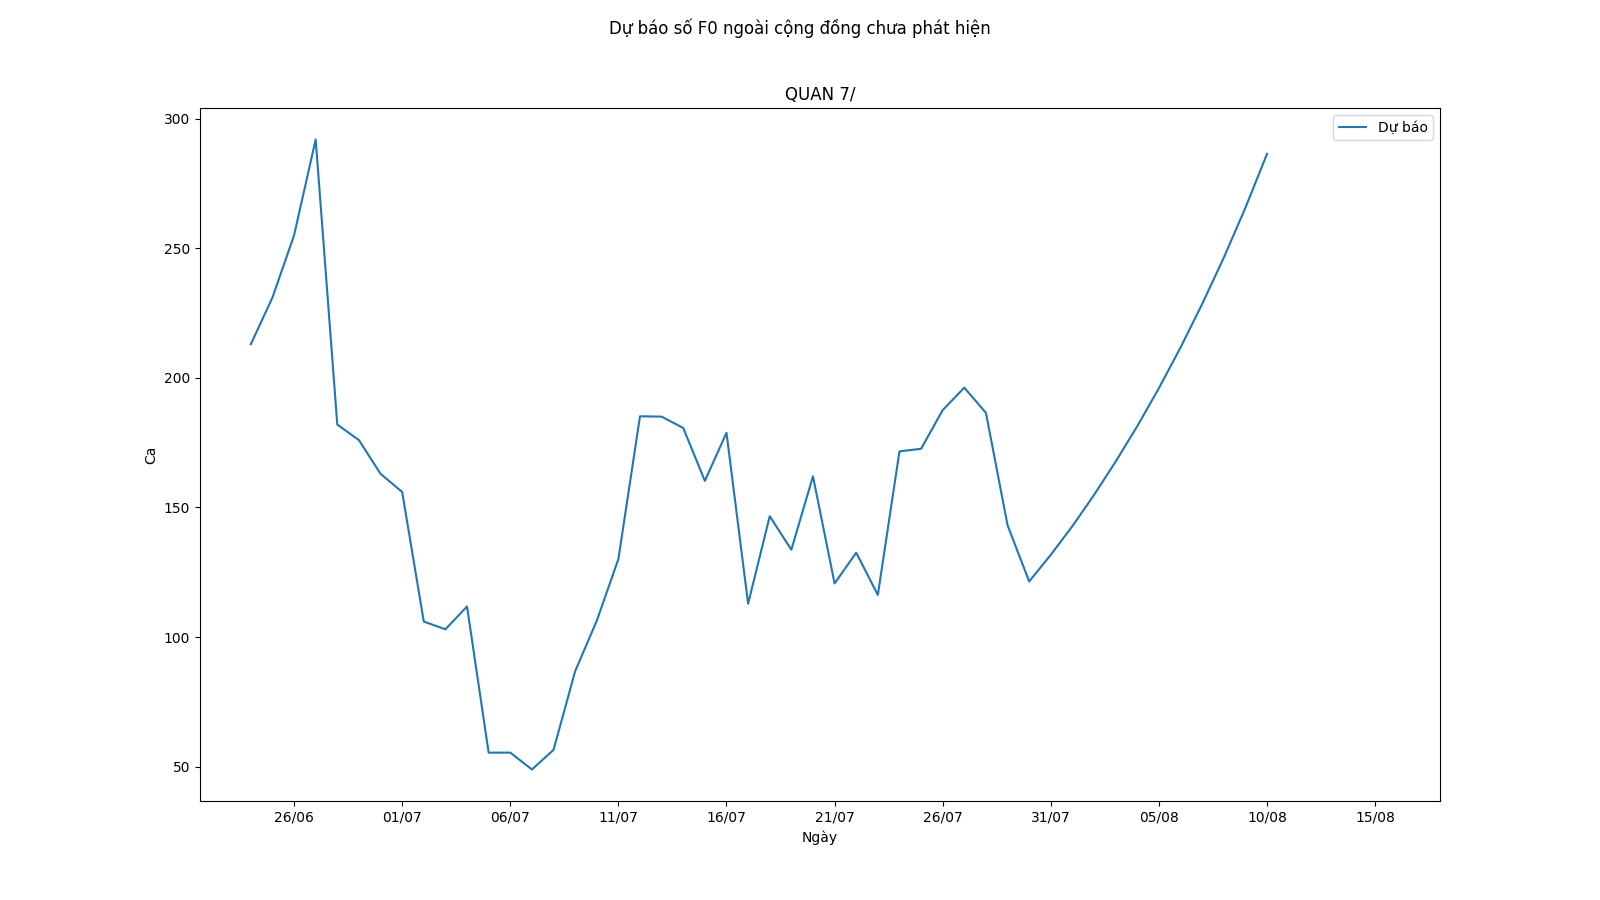 Dự báo số F0 ngoài cộng đồng chưa phát hiện
QUAN 7/
Dự báo
300
250
200
150
100
50
Ca
26/06 01/07 06/07 11/07 16/07 21/07 26/07 31/07 05/08 10/08 15/08
Ngày